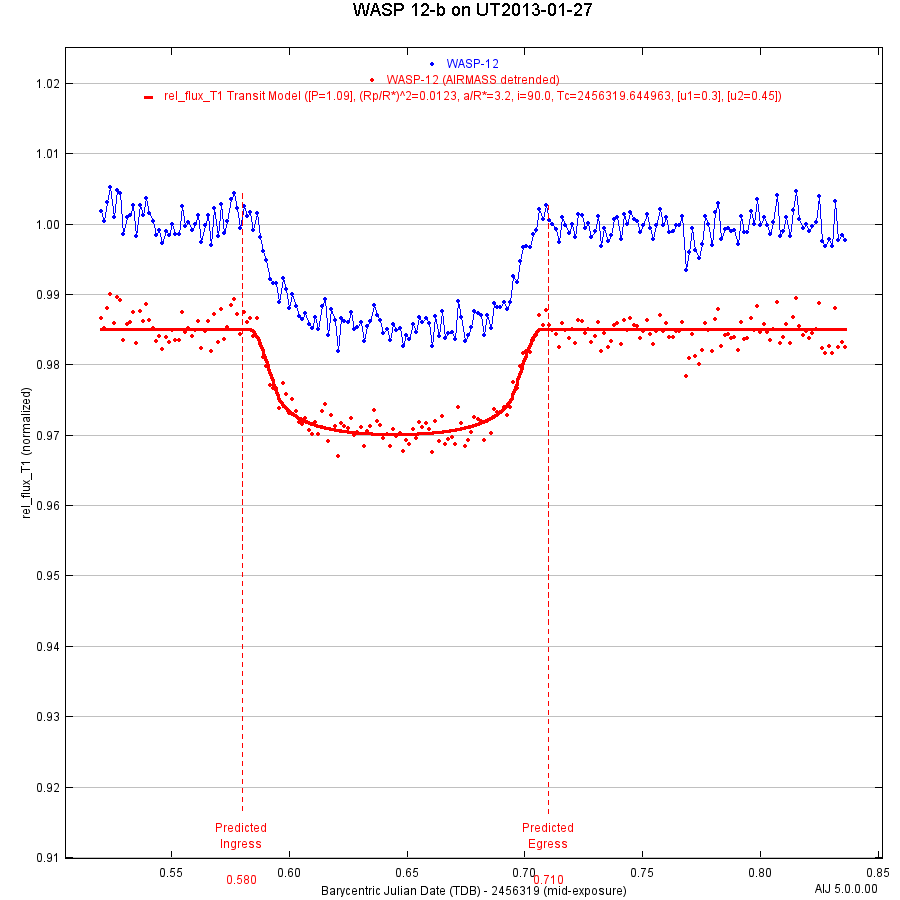 WASP 12-b on UT2013-01-27
WASP-12
WASP-12 (AIRMASS detrended)
rel_flux_T1 Transit Model ([P=1.09], (Rp/R*)^2=0.0123, a/R*=3.2, i=90.0, Tc=2456319.644963, [u1=0.3], [u2=0.45])
1.02
1.01
1.00
0.99
0.98
0.97
0.96
0.95
0.94
0.93
0.92
0.91
rel_flux_T1 (normalized)
Predicted
Ingress
Predicted
Egress
0.55
0.60
0.65
0.70
0.75
0.80
0.85
0.580
0.710
Barycentric Julian Date (TDB) - 2456319 (mid-exposure)
AIJ 5.0.0.00